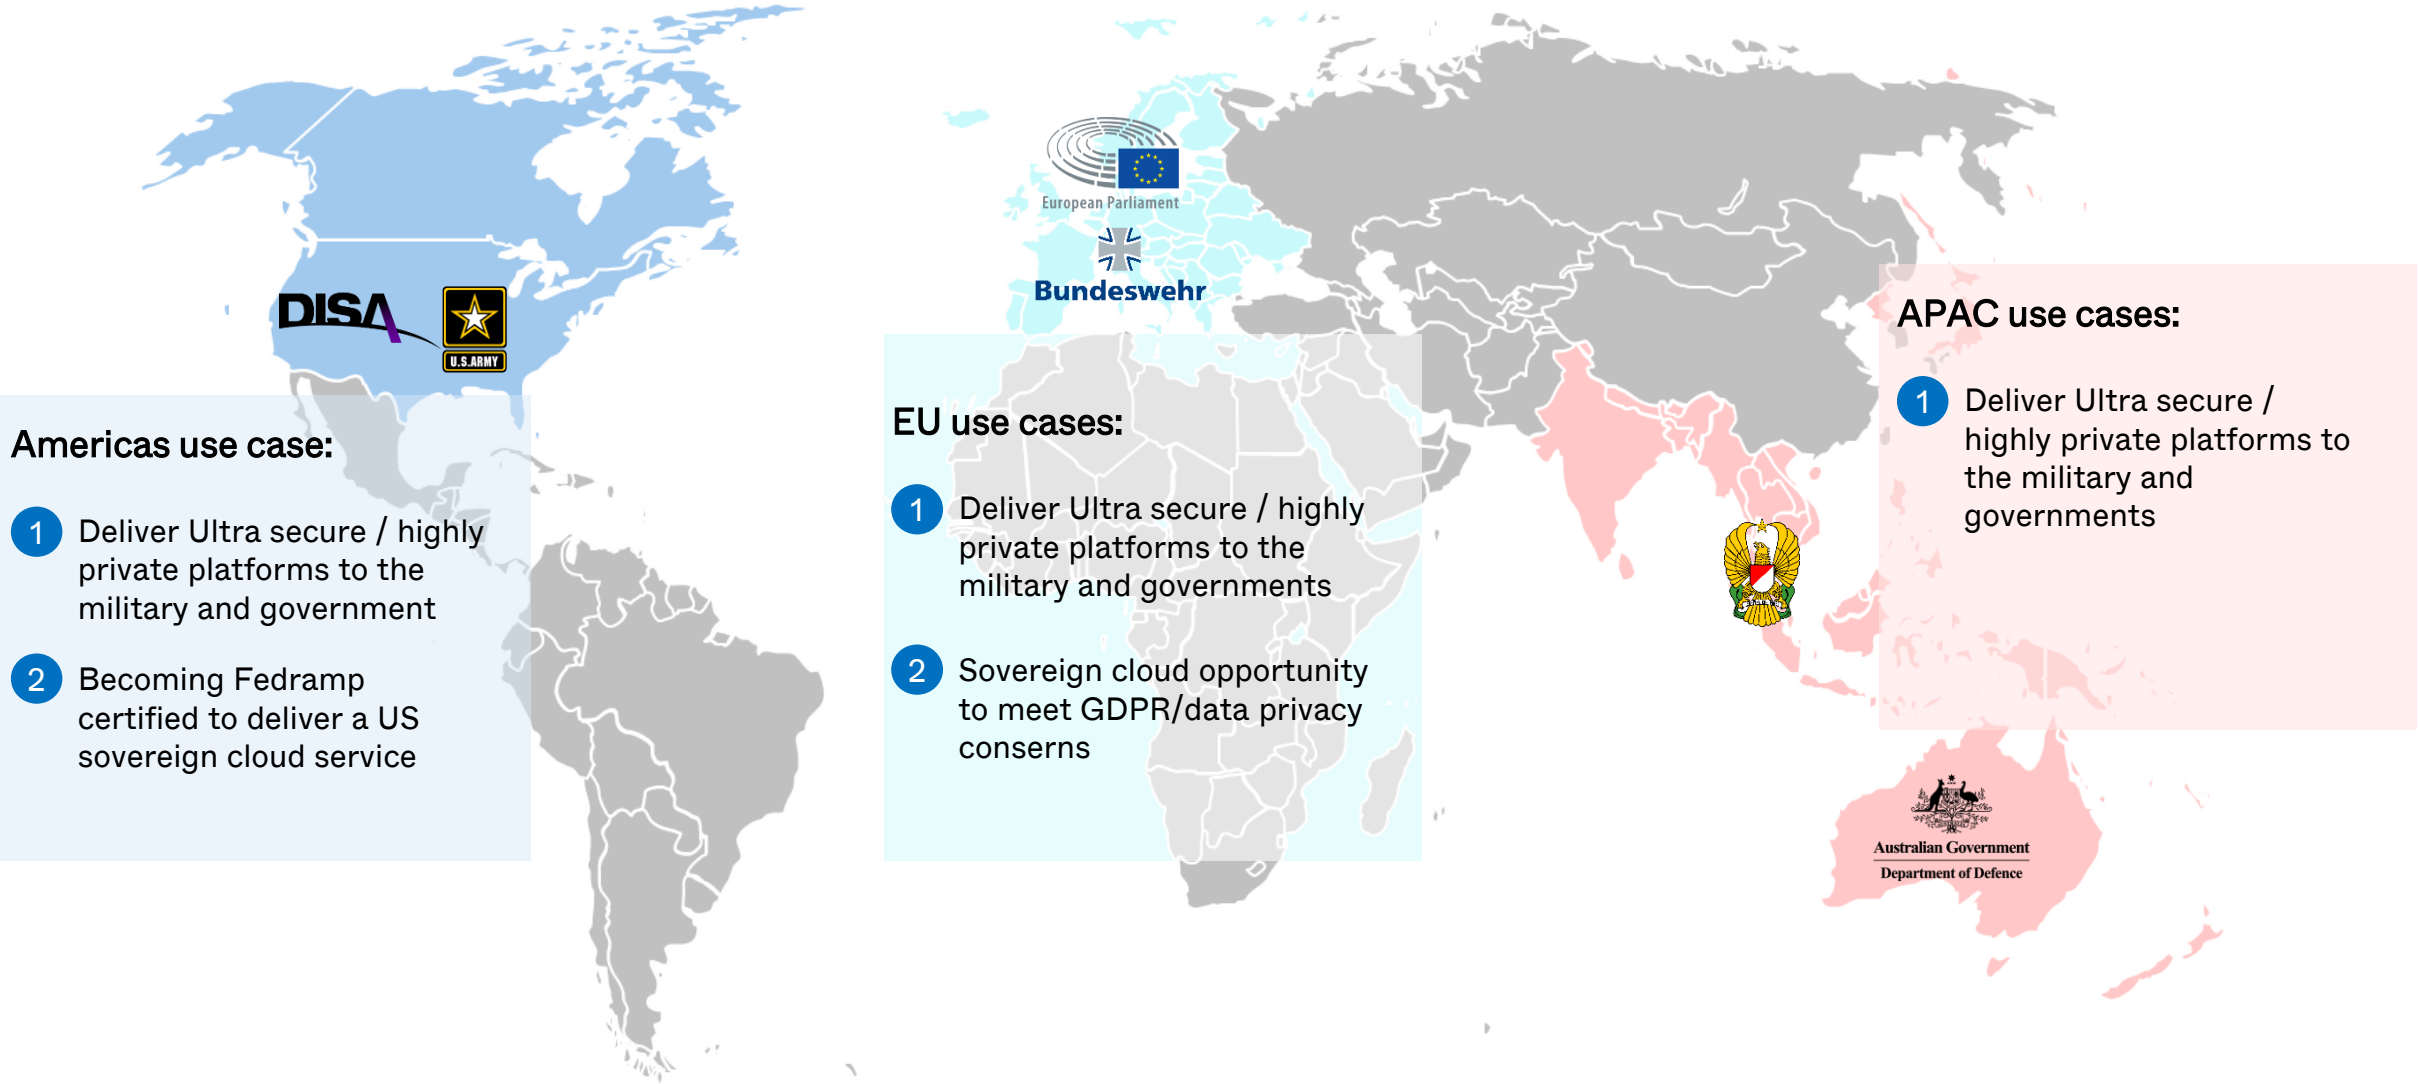 DISA
U.S.ARMY
Americas use case:
1 Deliver Ultra secure / highly
private platforms to the
military and government
2 Becoming Fedramp
certified to deliver a US
sovereign cloud service
European Parliament
Bundeswehr
EU use cases:
1 Deliver Ultra secure / highly
private platforms to the
military and governments
2 Sovereign cloud opportunity
to meet GDPR/data privacy
conserns
APAC use cases:
1 Deliver Ultra secure /
highly private platforms to
the military and
governments
Australian Government
Department of Defence